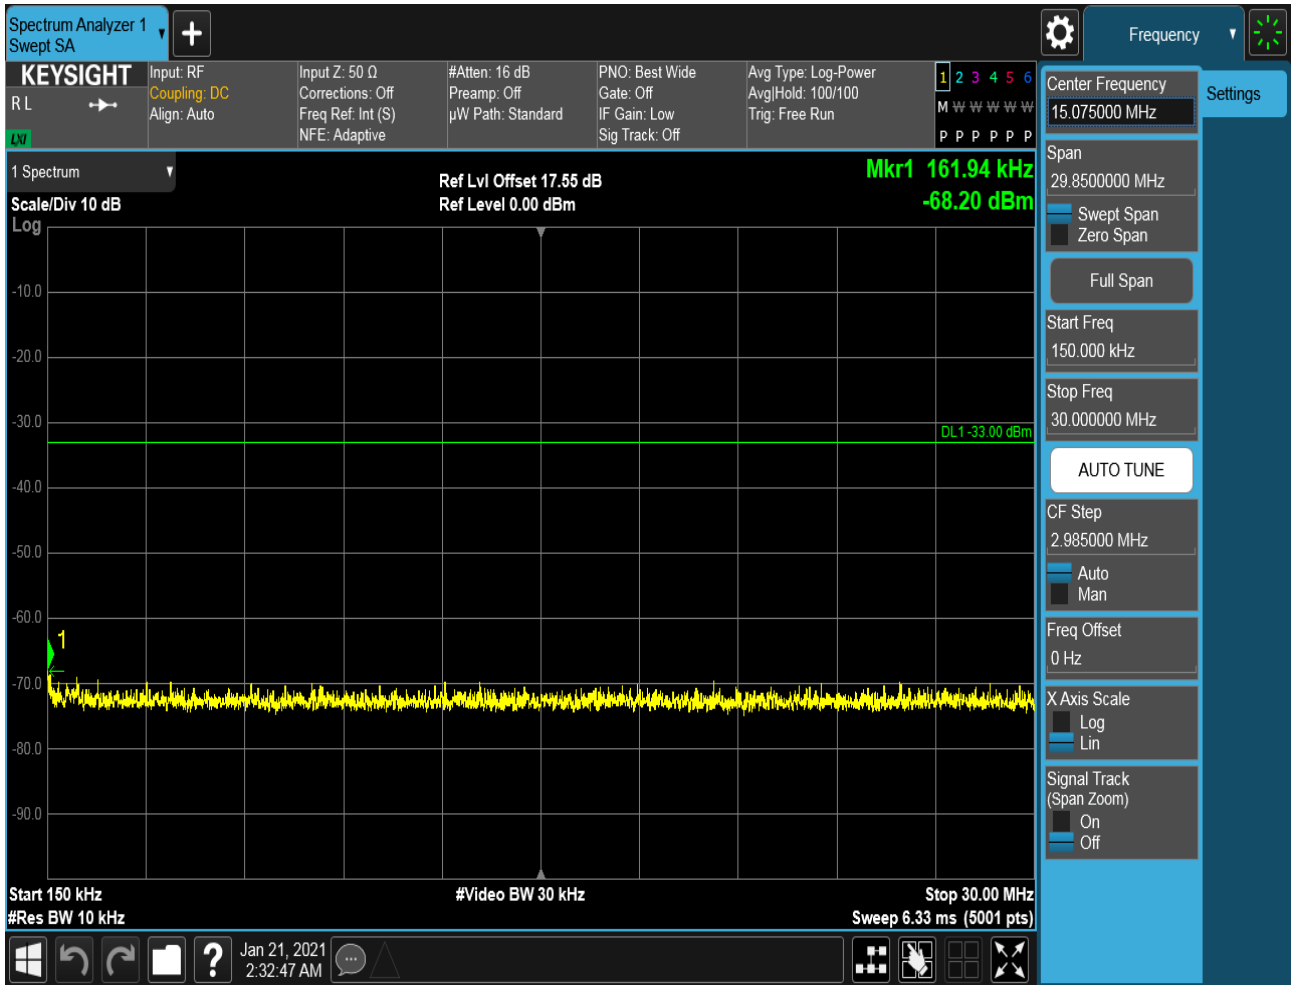 Spectrum Analyzer 1
Swept SA
Frequency
KEYSIGHT
R L
LXI
Input: RF
Coupling: DC
Align: Auto
Input Z: 50 Ω
Corrections: Off
Freq Ref: Int (S)
NFE: Adaptive
#Atten: 16 dB
Preamp: Off
µW Path: Standard
PNO: Best Wide
Gate: Off
IF Gain: Low
Sig Track: Off
Avg Type: Log-Power
Avg|Hold: 100/100
Trig: Free Run
1 2 3 4 5 6
M W W W W W
P P P P P P
1 Spectrum
Scale/Div 10 dB
Log
Ref Lvl Offset 17.55 dB
Ref Level 0.00 dBm
Mkr1 161.94 kHz
-68.20 dBm
-10.0
-20.0
-30.0
DL1 -33.00 dBm
-40.0
-50.0
-60.0
1
-70.0
-80.0
-90.0
Start 150 kHz
#Res BW 10 kHz
#Video BW 30 kHz
Stop 30.00 MHz
Sweep 6.33 ms (5001 pts)
Center Frequency
15.075000 MHz
Settings
Span
29.8500000 MHz
Swept Span
Zero Span
Full Span
Start Freq
150.000 kHz
Stop Freq
30.000000 MHz
AUTO TUNE
CF Step
2.985000 MHz
Auto
Man
Freq Offset
0 Hz
X Axis Scale
Log
Lin
Signal Track
(Span Zoom)
On
Off
?
Jan 21, 2021
2:32:47 AM